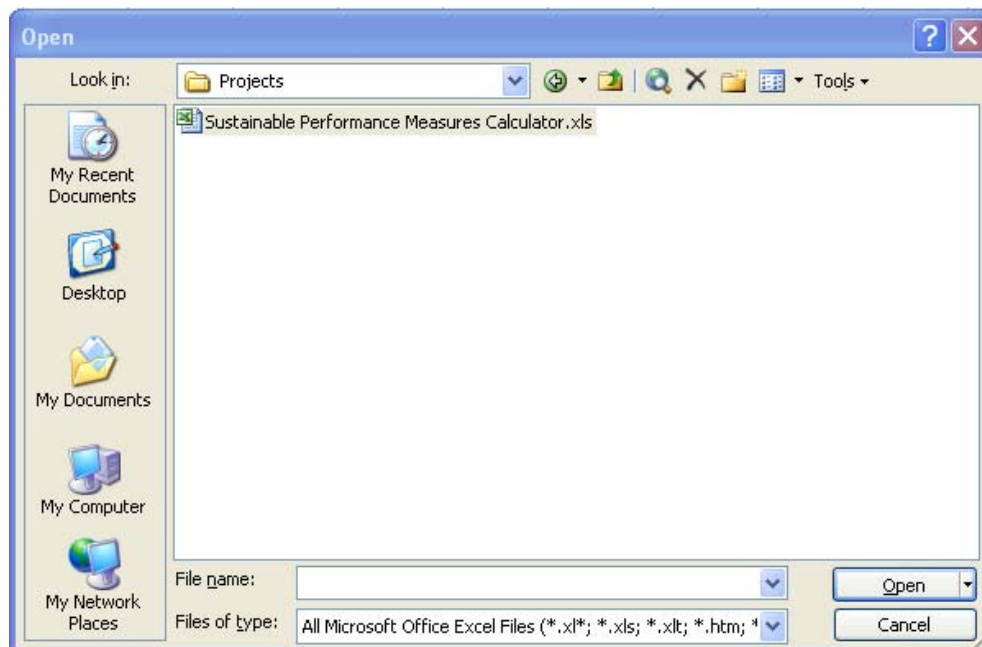 Open
Look in:
Projects
Tools
Sustainable Performance Measures Calculator.xls
My Recent
Documents
Desktop
My Documents
My Computer
My Network
Places
File name:
Open
Files of type:
All Microsoft Office Excel Files (*.xl*; *.xls; *.xlt; *.htm; *
Cancel